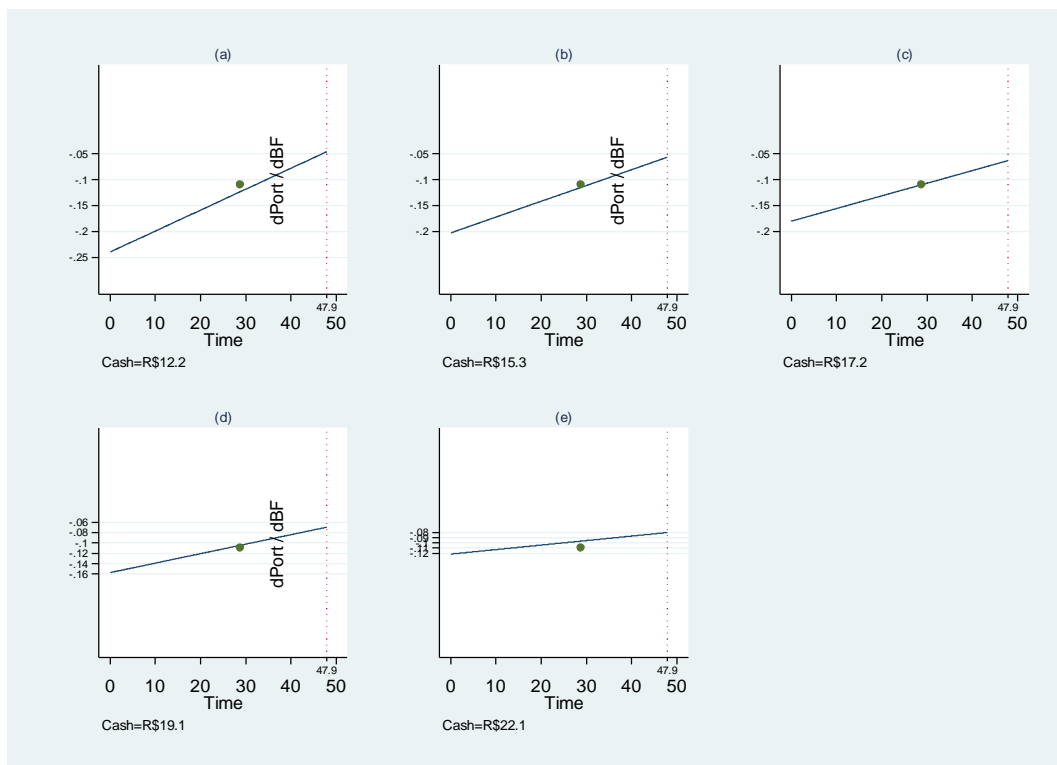 (a)
-.05
-.1
-.15
-.2
-.25
dPort / dBF
47.9
0 10 20 30 40 50
Time
Cash=R$12.2
(b)
-.05
-.1
-.15
-.2
dPort / dBF
47.9
0 10 20 30 40 50
Time
Cash=R$15.3
(c)
-.05
-.1
-.15
-.2
47.9
0 10 20 30 40 50
Time
Cash=R$17.2
(d)
-.06
-.08
-.1
-.12
-.14
-.16
dPort / dBF
47.9
0 10 20 30 40 50
Time
Cash=R$19.1
(e)
-.08
-.09
-.1
-.11
-.12
47.9
0 10 20 30 40 50
Time
Cash=R$22.1